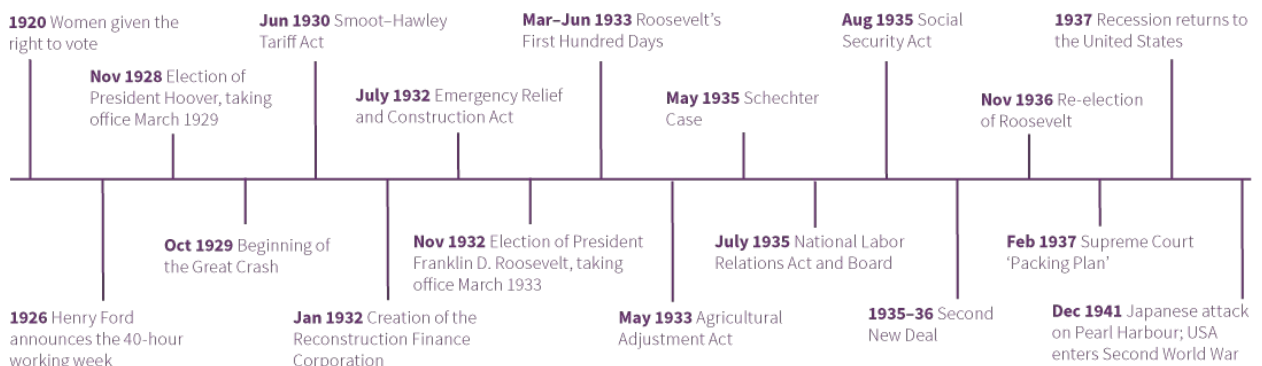 1920 Women given the
right to vote
Jun 1930 Smoot–Hawley
Tariff Act
Mar–Jun 1933 Roosevelt’s
First Hundred Days
Aug 1935 Social
Security Act
1937 Recession returns to
the United States
Nov 1928 Election of
President Hoover, taking
office March 1929
July 1932 Emergency Relief
and Construction Act
May 1935 Schechter
Case
Nov 1936 Re-election
of Roosevelt
Oct 1929 Beginning of
the Great Crash
Nov 1932 Election of President
Franklin D. Roosevelt, taking
office March 1933
July 1935 National Labor
Relations Act and Board
Feb 1937 Supreme Court
‘Packing Plan’
1926 Henry Ford
announces the 40-hour
working week
Jan 1932 Creation of the
Reconstruction Finance
Corporation
May 1933 Agricultural
Adjustment Act
1935–36 Second
New Deal
Dec 1941 Japanese attack
on Pearl Harbour; USA
enters Second World War